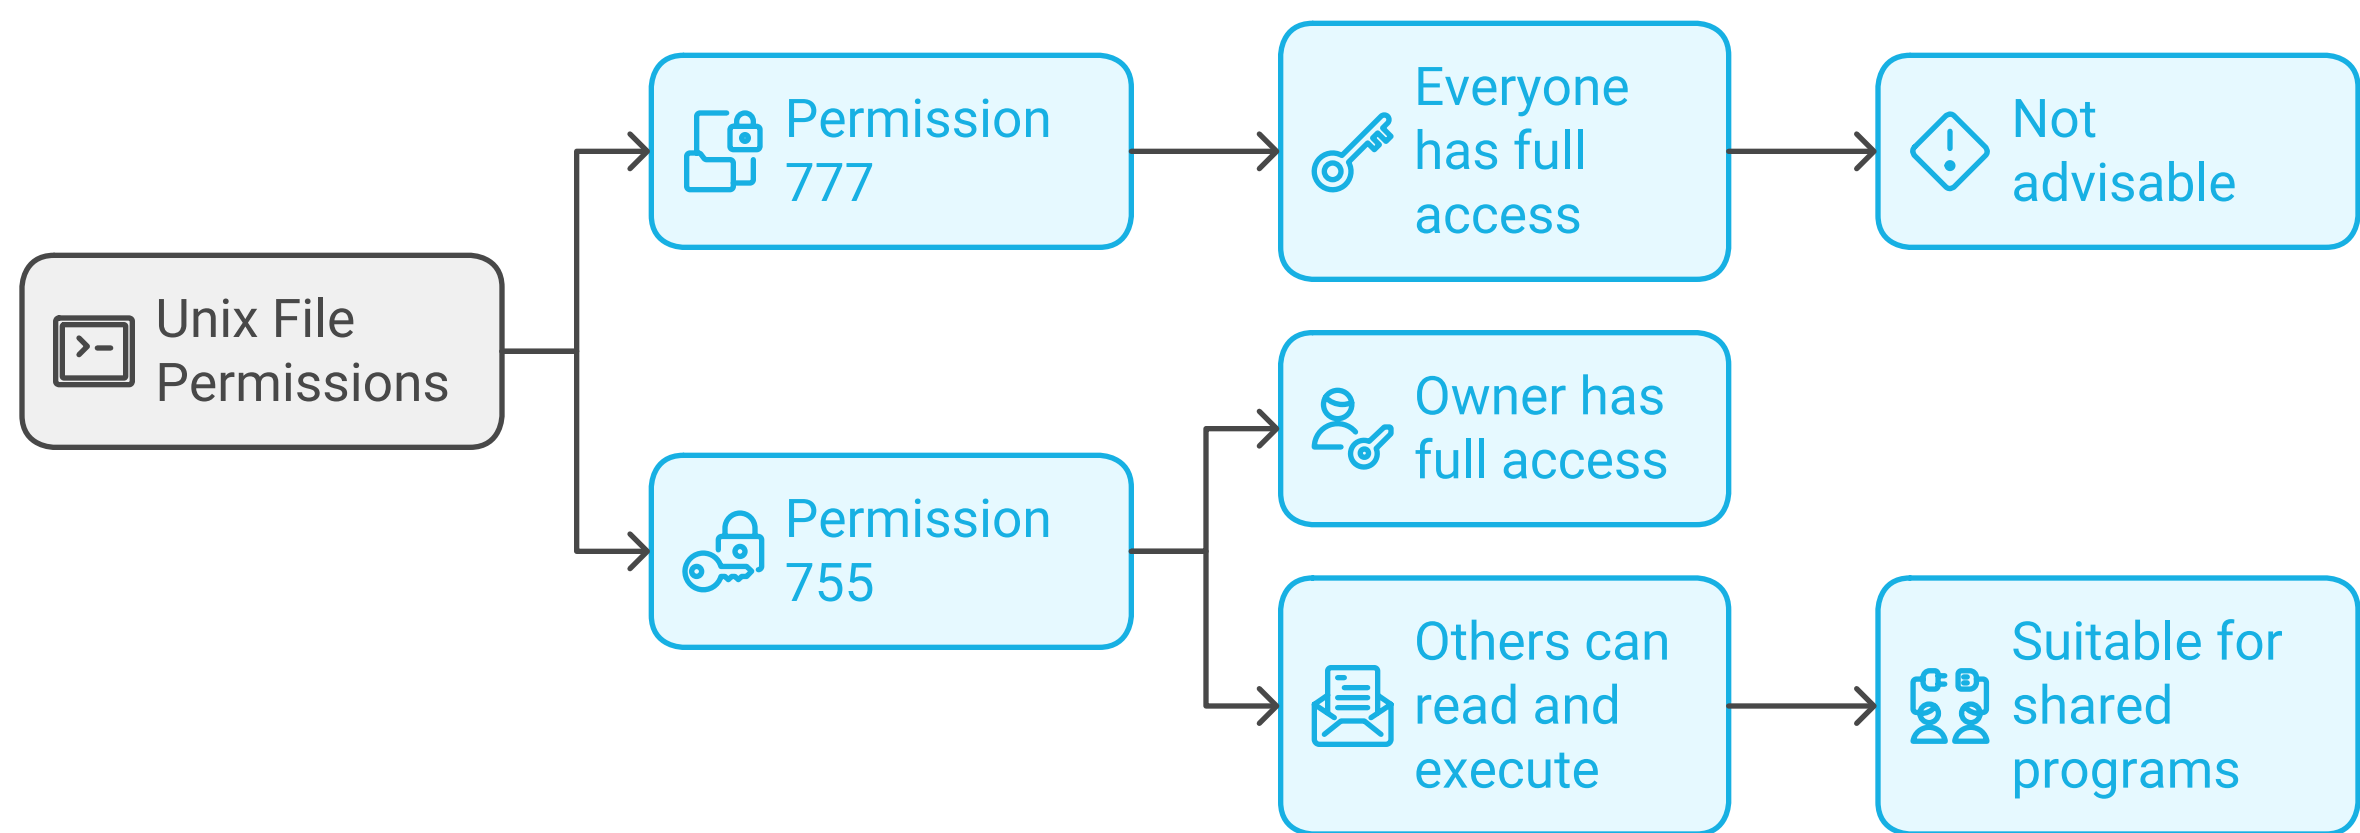 Unix File
Permissions
Permission
777
Everyone
has full
access
Not
advisable
Permission
755
Owner has
full access
Others can
read and
execute
Suitable for
shared
programs